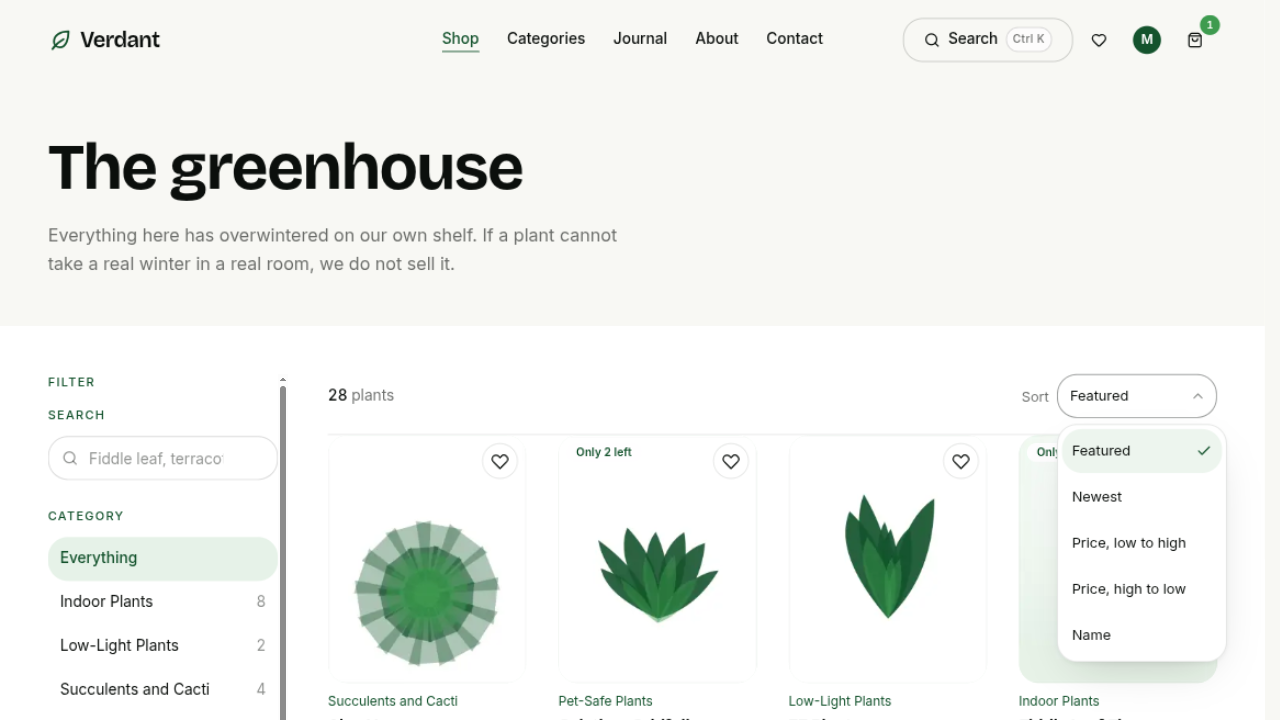 Verdant
Shop
Categories
Journal
About
Contact
Search
Ctrl K
M
1
The greenhouse
Everything here has overwintered on our own shelf. If a plant cannot
take a real winter in a real room, we do not sell it.
FILTER
SEARCH
Fiddle leaf, terraco
CATEGORY
Everything
Indoor Plants 8
Low-Light Plants 2
Succulents and Cacti 4
28 plants
Sort
Featured
Featured
Newest
Price, low to high
Price, high to low
Name
Only 2 left
Only
Succulents and Cacti
Pet-Safe Plants
Low-Light Plants
Indoor Plants